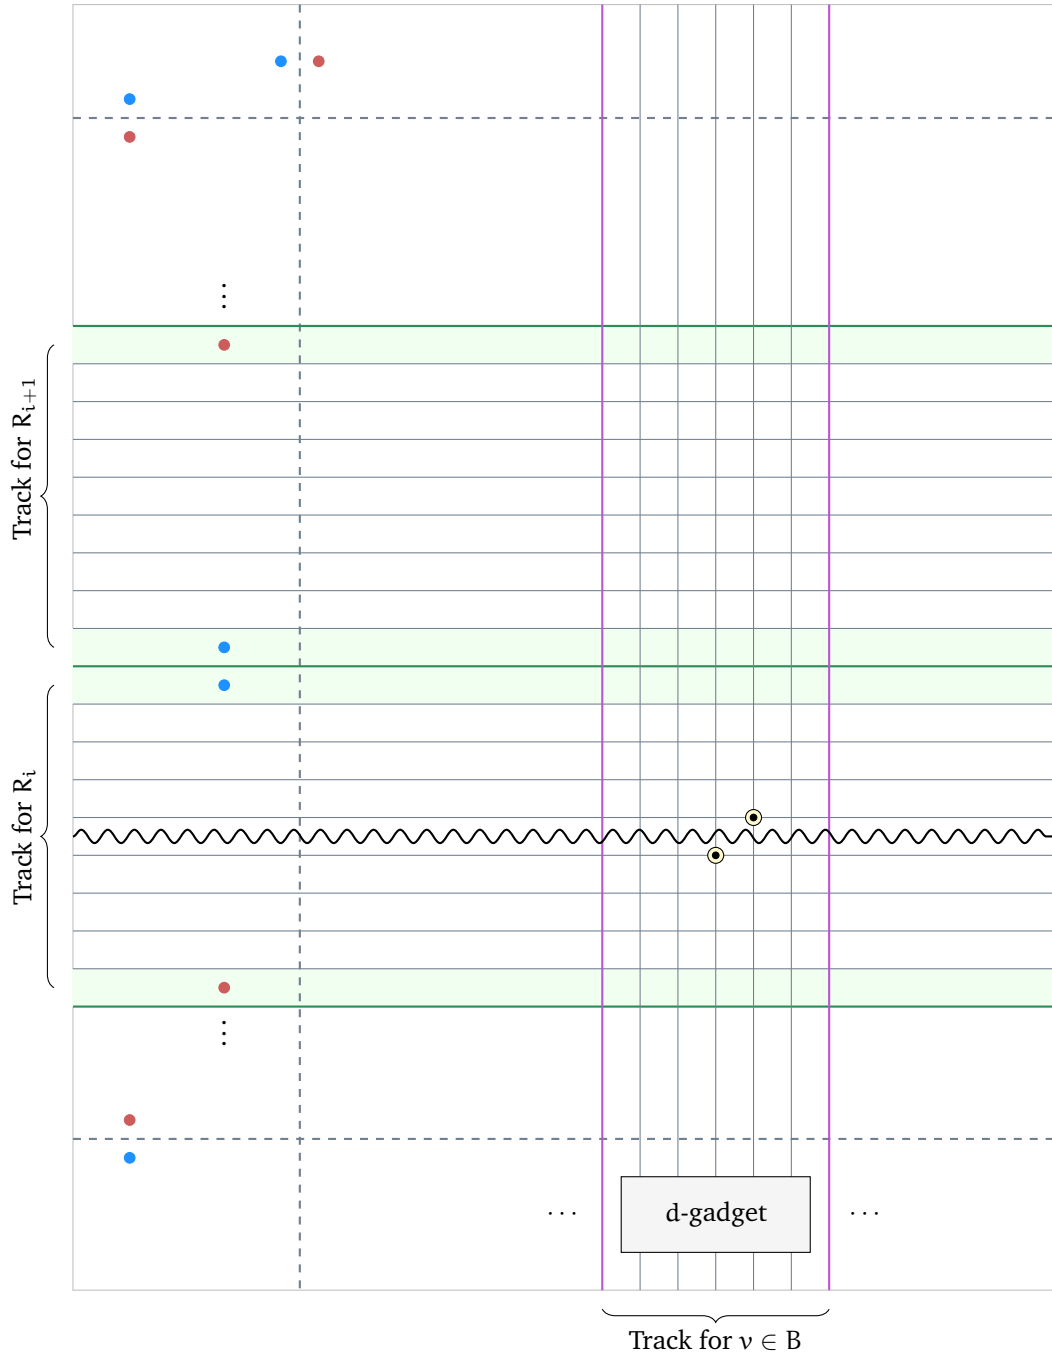 ⋮
Track for R_{i+1}
Track for R_i
⋮
··· d-gadget ···
Track for v ∈ B